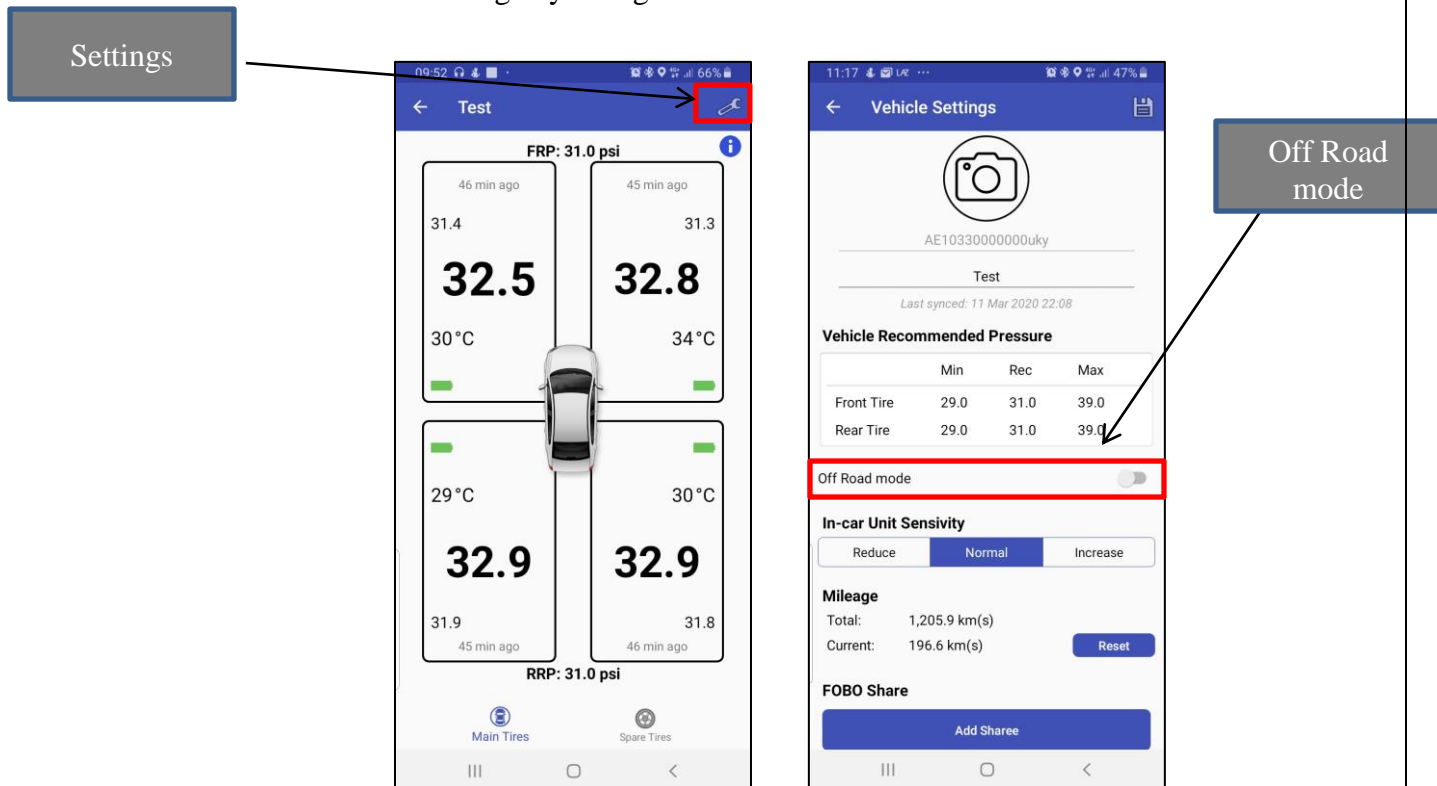 Settings
09:52 66%
Test
FRP: 31.0 psi
46 min ago 45 min ago
31.4 31.3
32.5 32.8
30°C 34°C
29°C 30°C
32.9 32.9
31.9 31.8
45 min ago 46 min ago
RRP: 31.0 psi
Main Tires Spare Tires
11:17 47%
Vehicle Settings
AE10330000000uky
Test
Last synced: 11 Mar 2020 22:08
Vehicle Recommended Pressure
Min Rec Max
Front Tire 29.0 31.0 39.0
Rear Tire 29.0 31.0 39.0
Off Road mode
In-car Unit Sensivity
Reduce Normal Increase
Mileage
Total: 1,205.9 km(s)
Current: 196.6 km(s) Reset
FOBO Share
Add Sharee
Off Road
mode